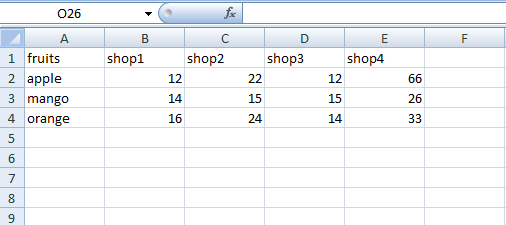 O26 fx
A B C D E F
1 fruits shop1 shop2 shop3 shop4
2 apple 12 22 12 66
3 mango 14 15 15 26
4 orange 16 24 14 33
5
6
7
8
9